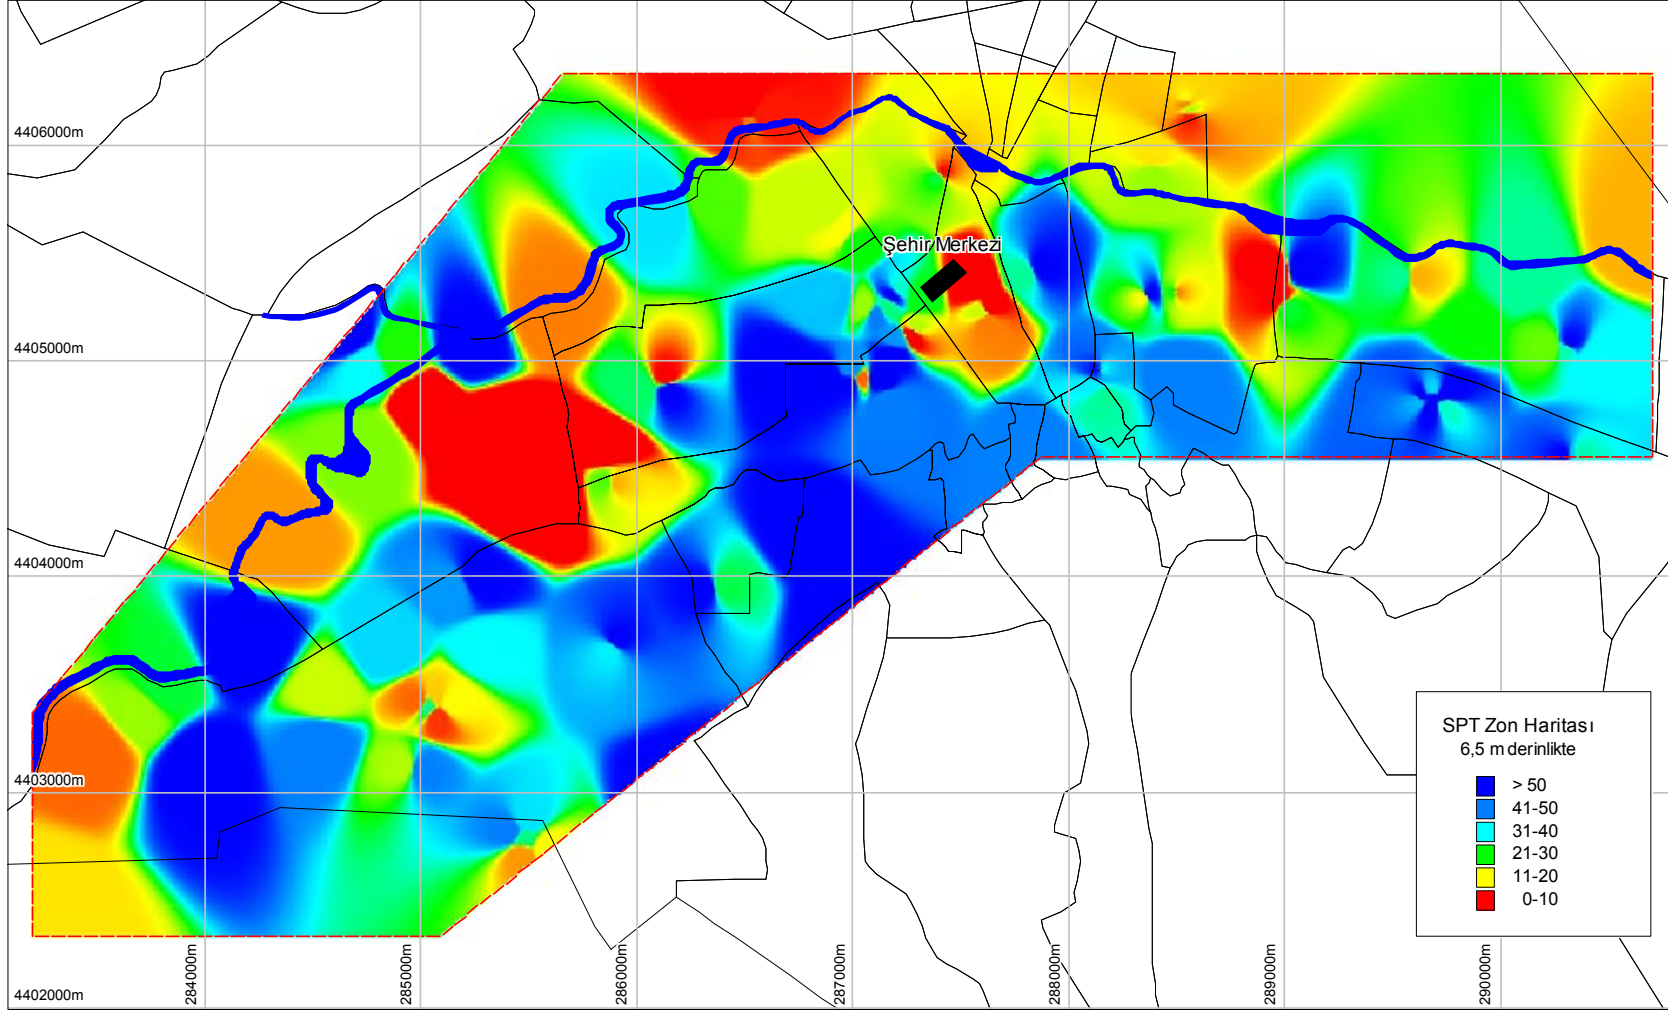 4406000m
Şehir Merkezi
4405000m
4404000m
4403000m
4402000m
284000m
285000m
286000m
287000m
288000m
289000m
290000m
SPT Zon Haritası
6,5 m derinlikte
> 50
41-50
31-40
21-30
11-20
0-10